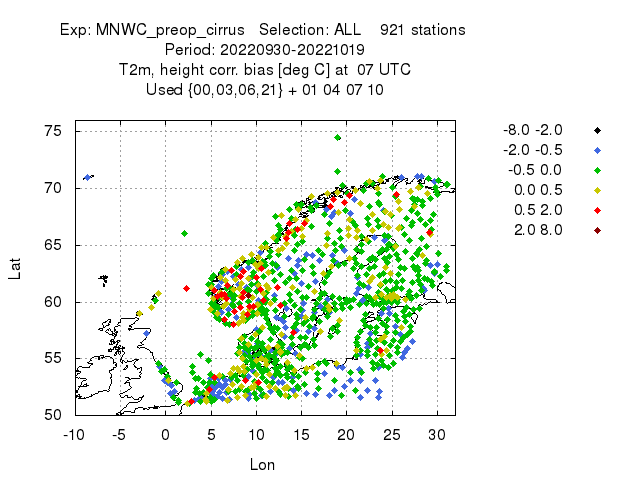 Exp: MNWC_preop_cirrus   Selection: ALL    921 stations
Period: 20220930-20221019
T2m, height corr. bias [deg C] at  07 UTC
Used {00,03,06,21} + 01 04 07 10
-8.0 -2.0
-2.0 -0.5
-0.5 0.0
0.0 0.5
0.5 2.0
2.0 8.0
75
70
65
60
55
50
Lat
-10 -5 0 5 10 15 20 25 30
Lon